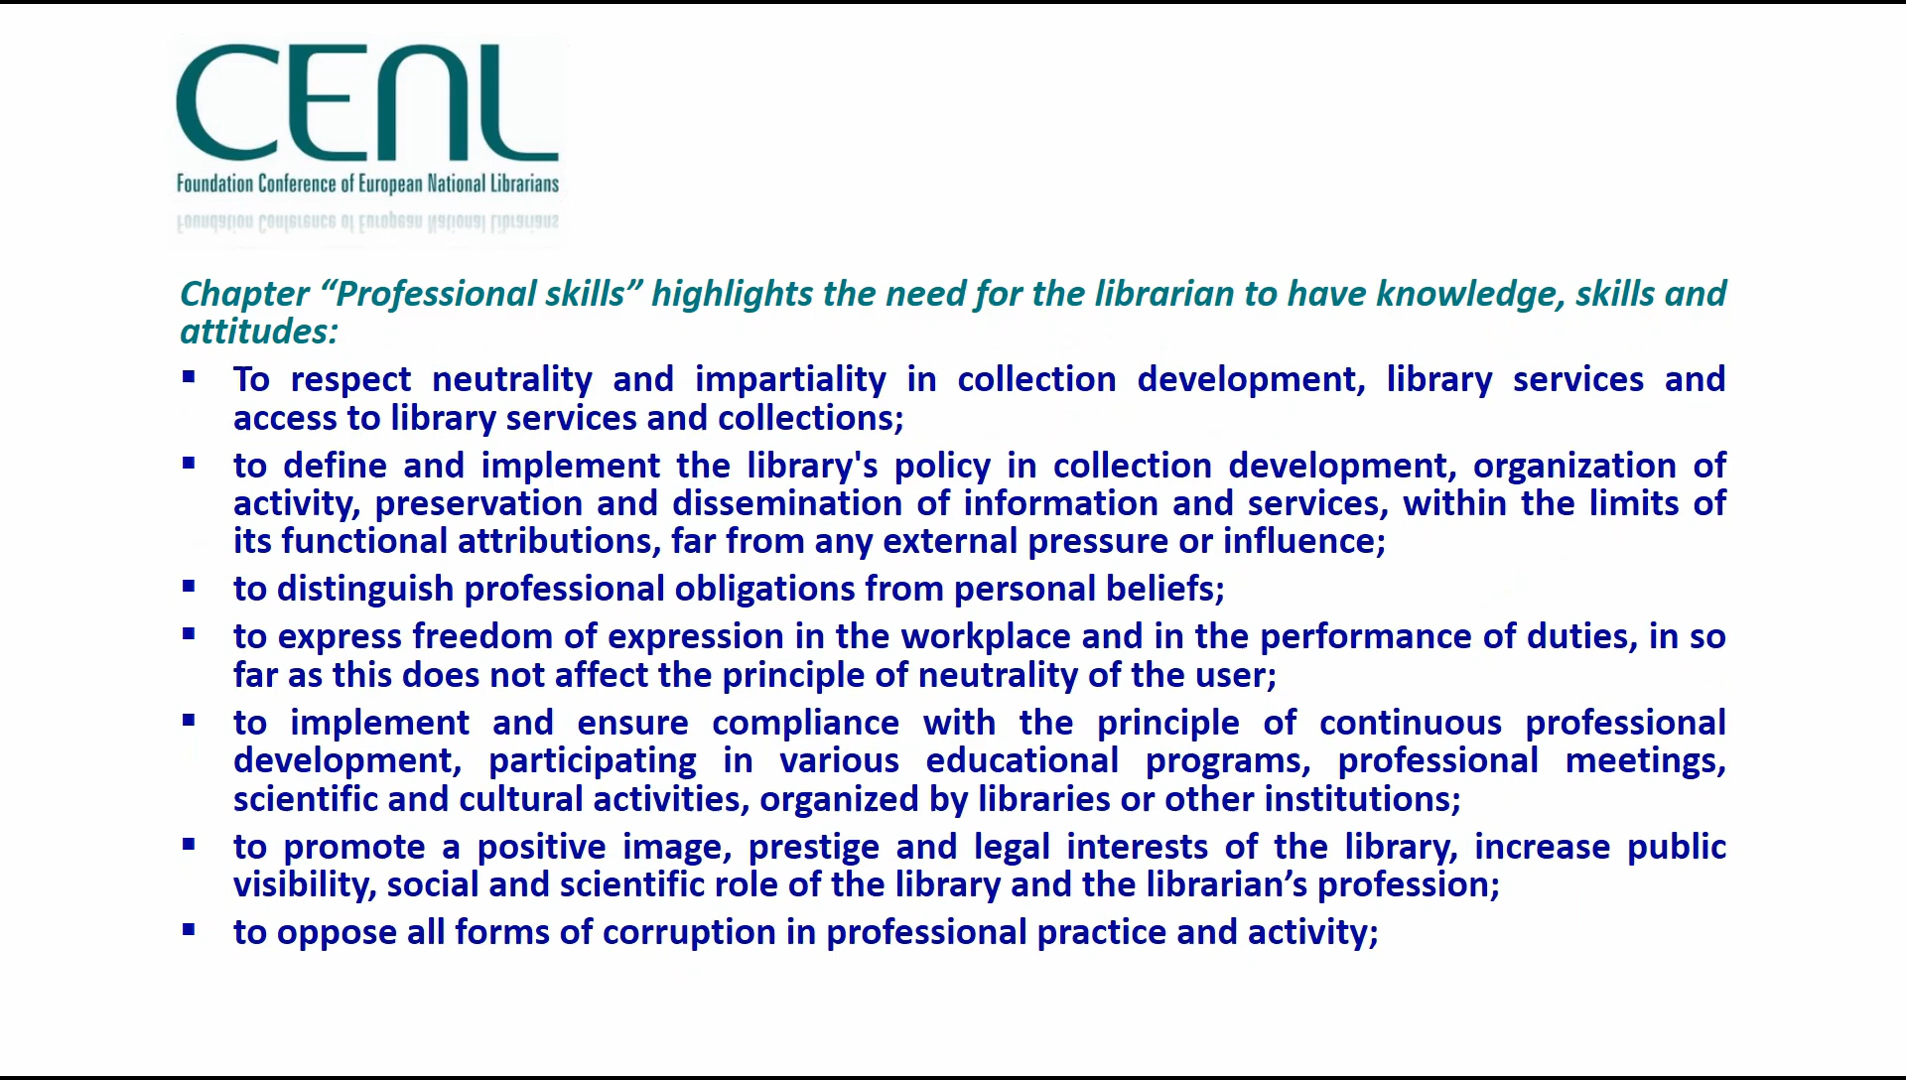 CENL
Foundation Conference of European National Librarians
Chapter “Professional skills” highlights the need for the librarian to have knowledge, skills and
attitudes:
▪ To respect neutrality and impartiality in collection development, library services and
access to library services and collections;
▪ to define and implement the library's policy in collection development, organization of
activity, preservation and dissemination of information and services, within the limits of
its functional attributions, far from any external pressure or influence;
▪ to distinguish professional obligations from personal beliefs;
▪ to express freedom of expression in the workplace and in the performance of duties, in so
far as this does not affect the principle of neutrality of the user;
▪ to implement and ensure compliance with the principle of continuous professional
development, participating in various educational programs, professional meetings,
scientific and cultural activities, organized by libraries or other institutions;
▪ to promote a positive image, prestige and legal interests of the library, increase public
visibility, social and scientific role of the library and the librarian’s profession;
▪ to oppose all forms of corruption in professional practice and activity;